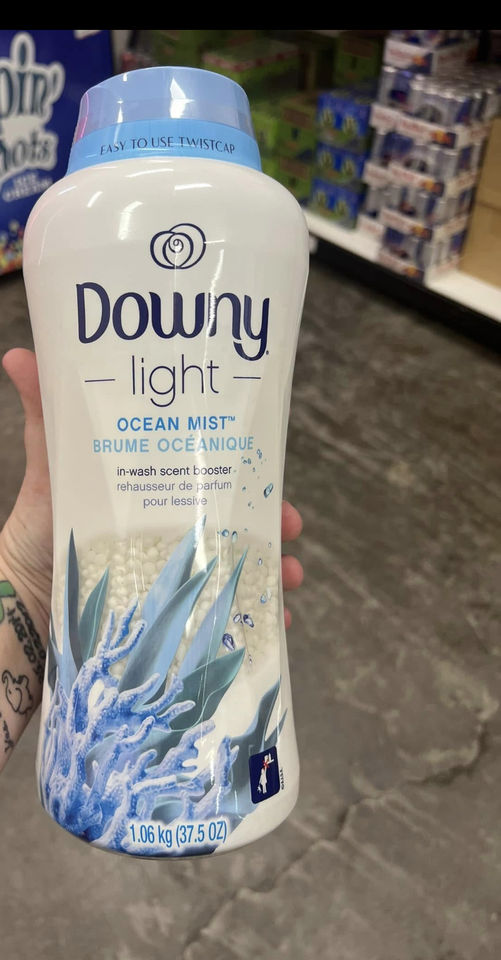 EASY TO USE TWISTCAP
Downy
light
OCEAN MIST™
BRUME OCÉANIQUE
in-wash scent booster
rehausseur de parfum
pour lessive
1.06 kg (37.5 OZ)